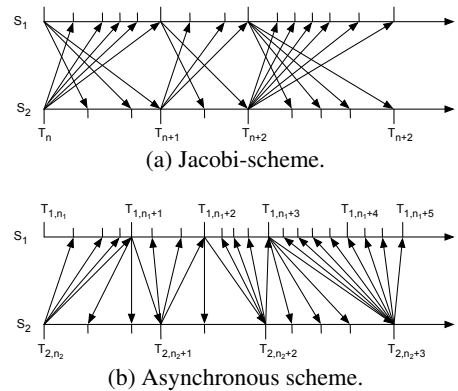 S1
S2
Tn Tn+1 Tn+2 Tn+2
(a) Jacobi-scheme.
T1,n1 T1,n1+1 T1,n1+2 T1,n1+3 T1,n1+4 T1,n1+5
S1
S2
T2,n2 T2,n2+1 T2,n2+2 T2,n2+3
(b) Asynchronous scheme.